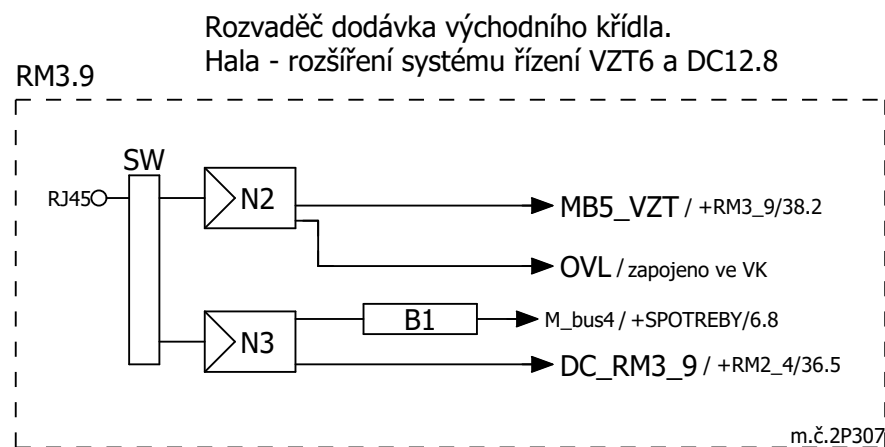 Rozvaděč dodávka východního křídla.
Hala - rozšíření systému řízení VZT6 a DC12.8
RM3.9
SW
RJ45
N2
MB5_VZT / +RM3_9/38.2
OVL / zapojeno ve VK
N3
B1
M_bus4 / +SPOTREBY/6.8
DC_RM3_9 / +RM2_4/36.5
m.č.2P307